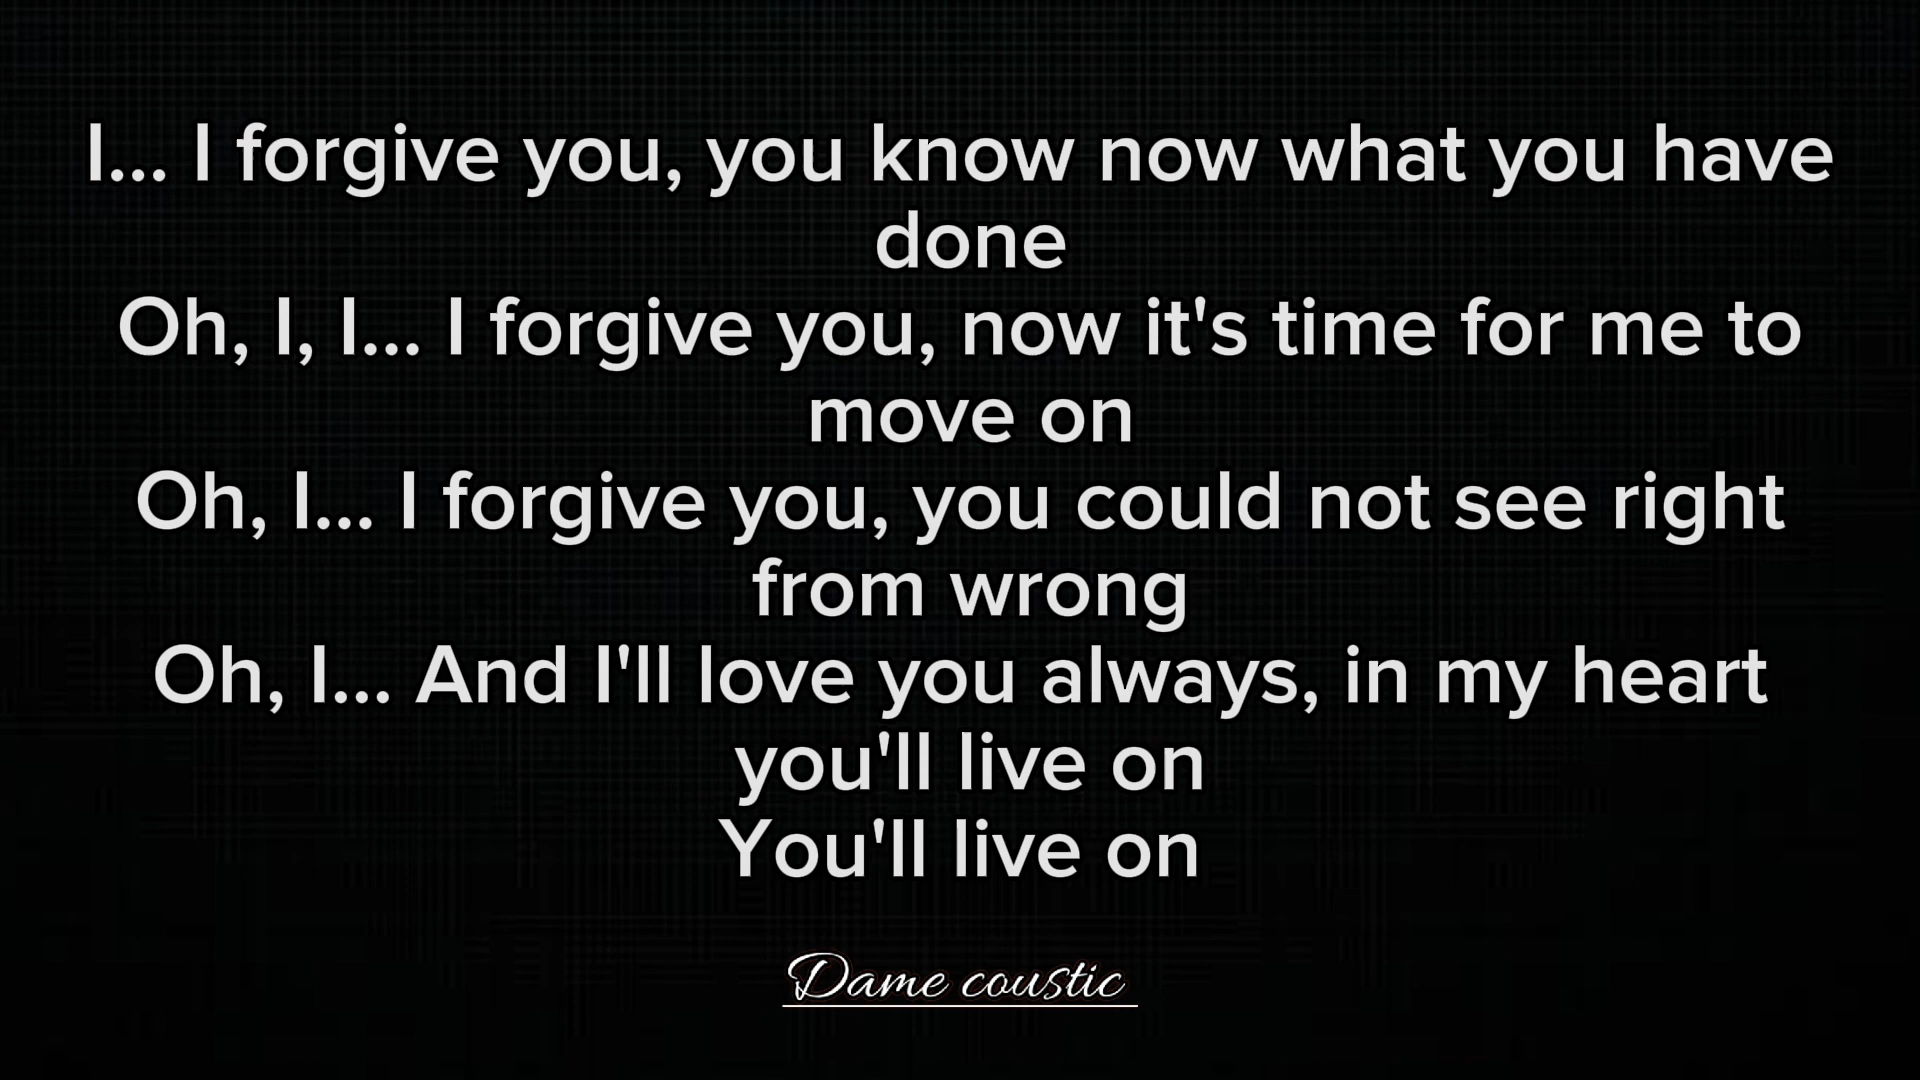 I... I forgive you, you know now what you have
done
Oh, I, I... I forgive you, now it's time for me to
move on
Oh, I... I forgive you, you could not see right
from wrong
Oh, I... And I'll love you always, in my heart
you'll live on
You'll live on
Dame coustic